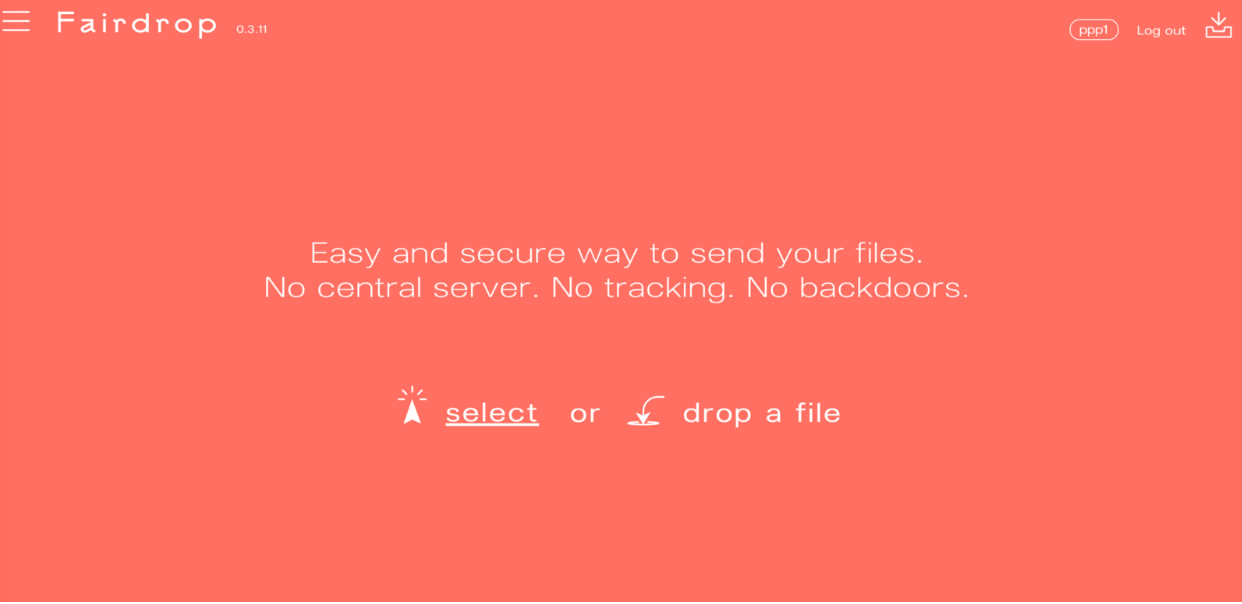 Fairdrop 0.3.11 ppp1 Log out
Easy and secure way to send your files.
No central server. No tracking. No backdoors.
select or drop a file